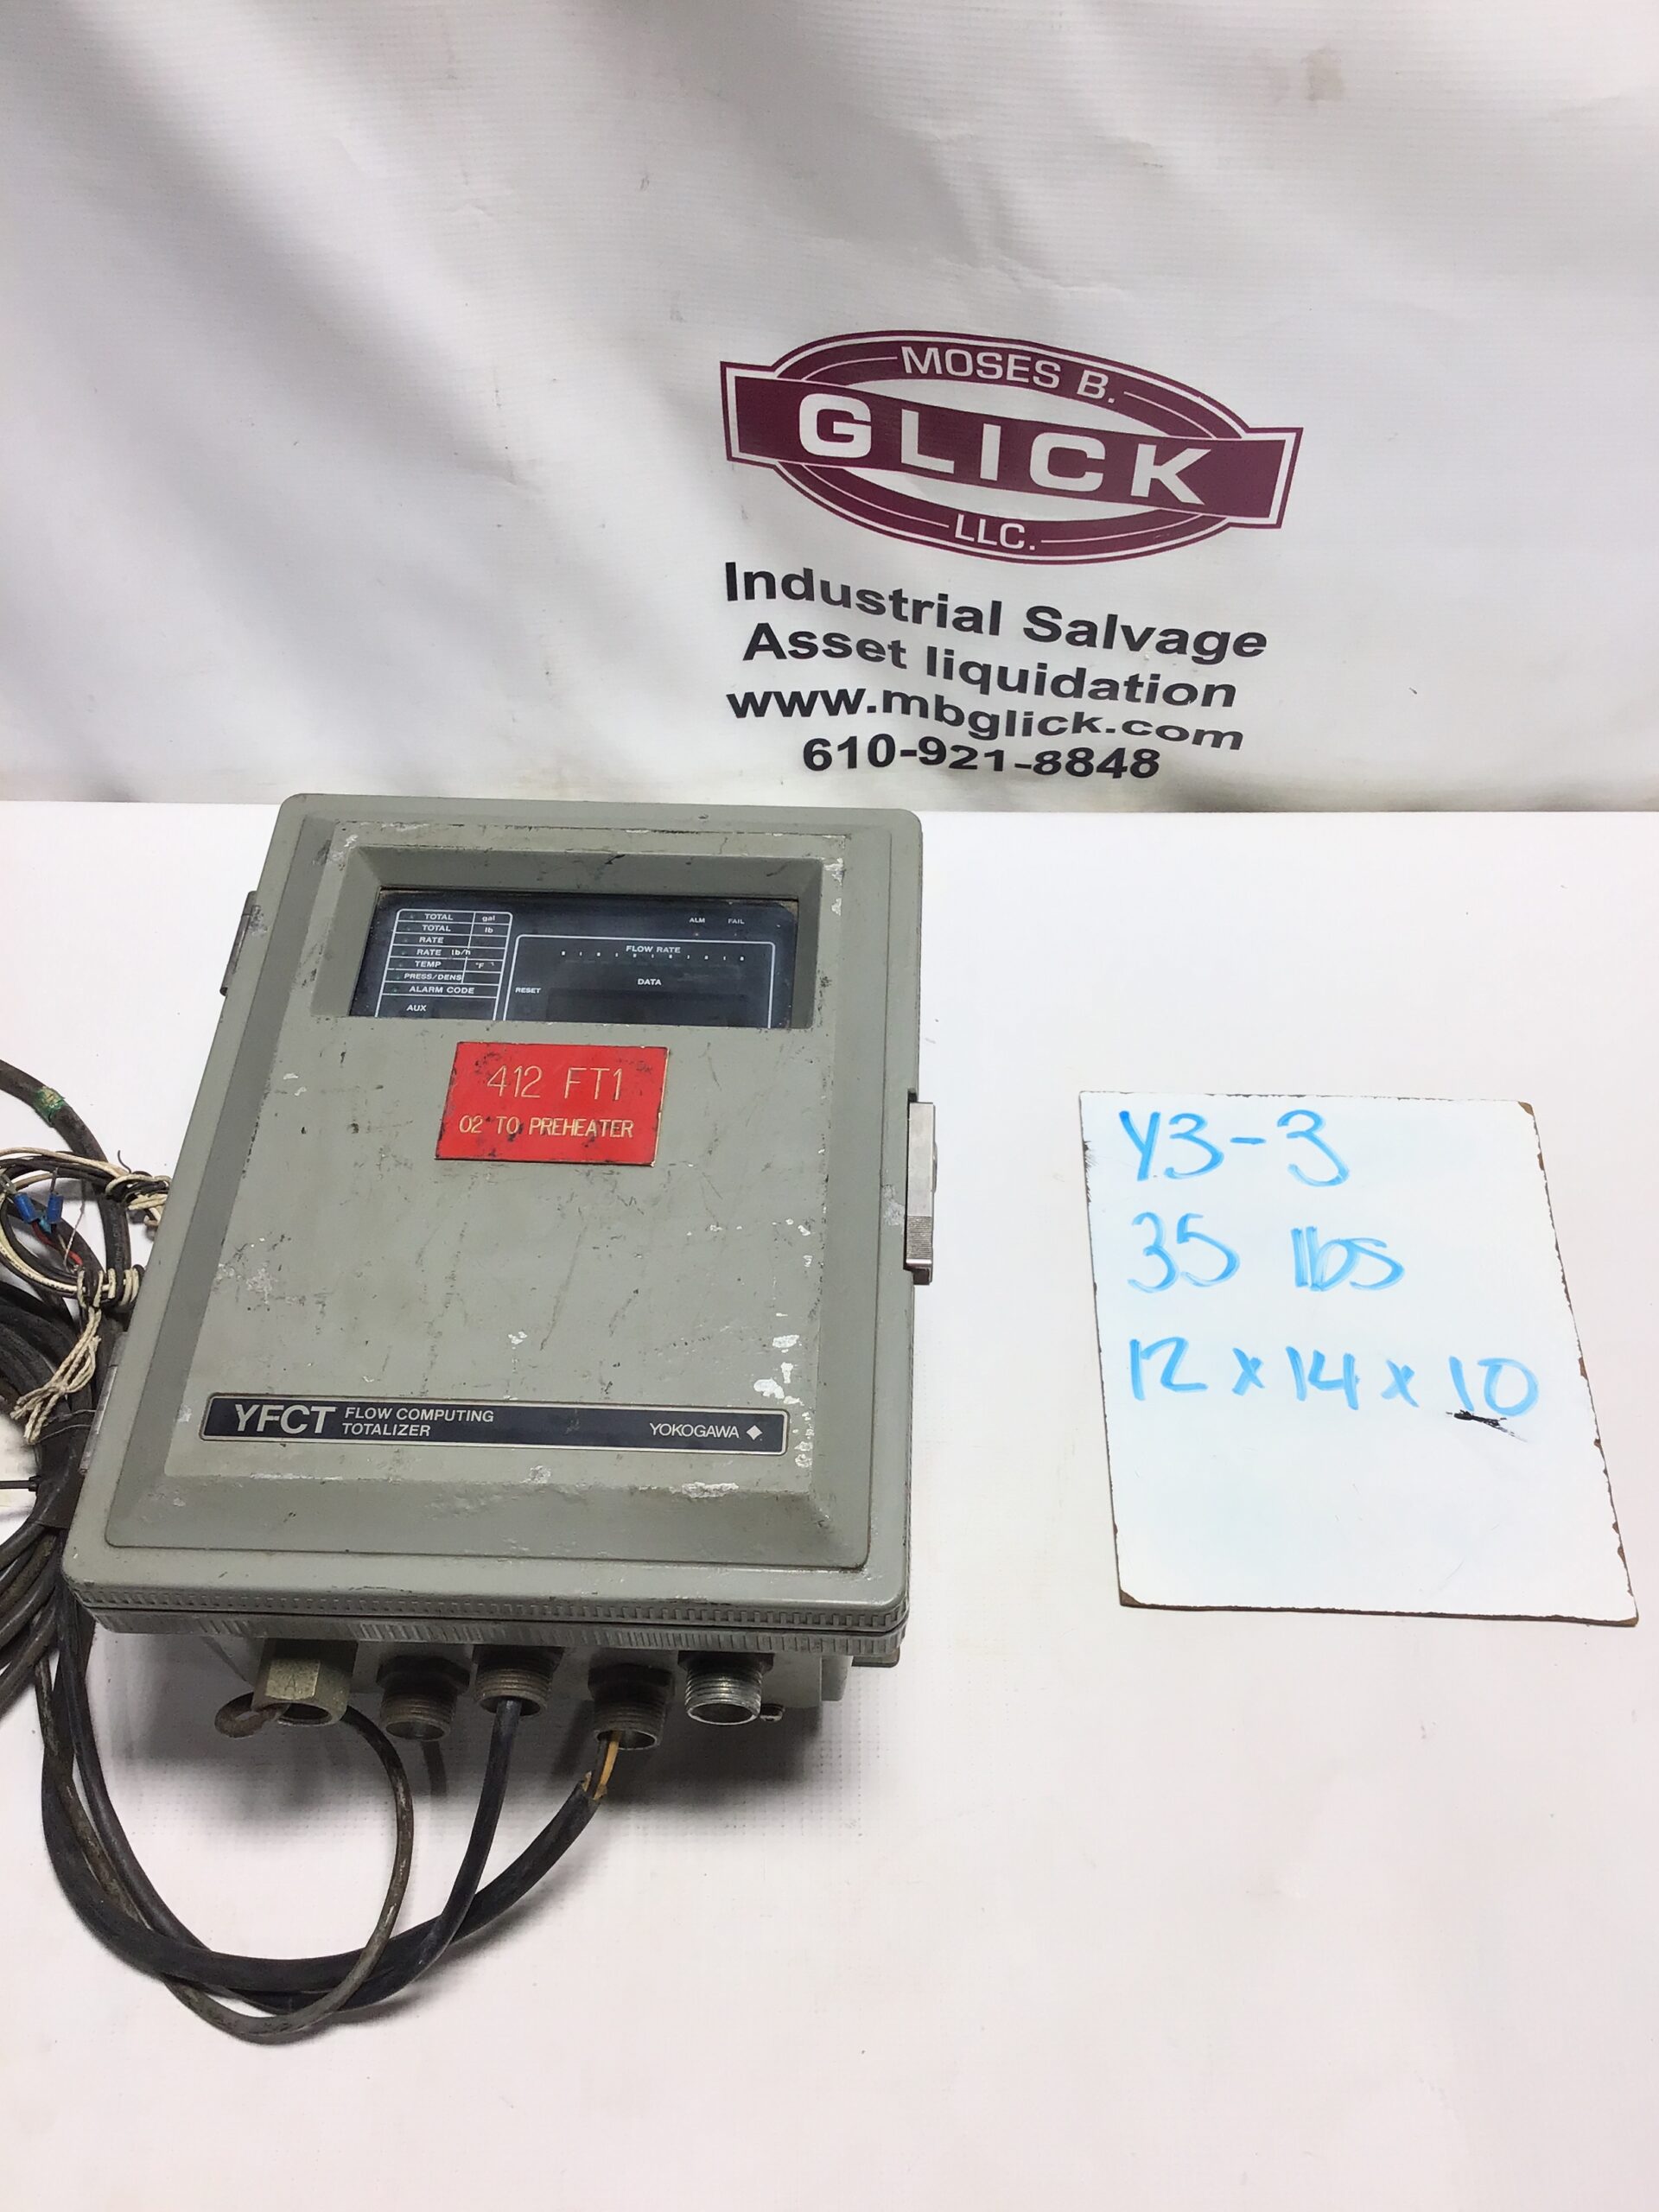 MOSES B.
GLICK
LLC.
Industrial Salvage
Asset liquidation
www.mbglick.com
610-921-8848
TOTAL gal
TOTAL lb
RATE
RATE lb/h
TEMP °F
PRESS/DENS
ALARM CODE
AUX
ALM FAIL
FLOW RATE
DATA
RESET
412 FT1
O2 TO PREHEATER
YFCT FLOW COMPUTING
TOTALIZER
YOKOGAWA
A
Y3-3
35 lbs
12 x 14 x 10